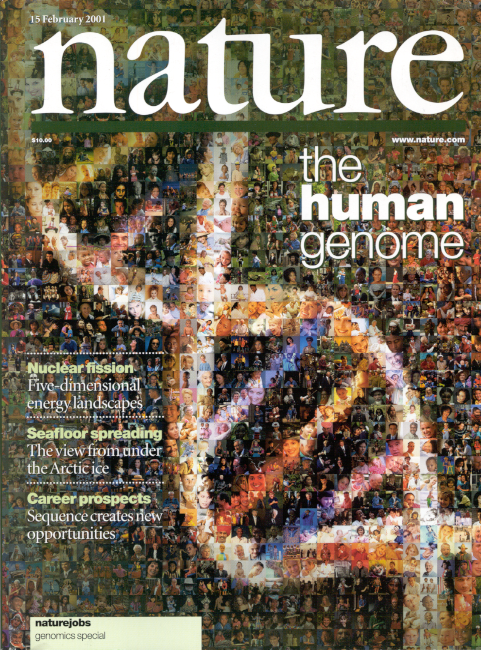 15 February 2001
nature
$10.00
www.nature.com
the
human
genome
Nuclear fission
Five-dimensional
energy landscapes
Seafloor spreading
The view from under
the Arctic ice
Career prospects
Sequence creates new
opportunities
naturejobs
genomics special